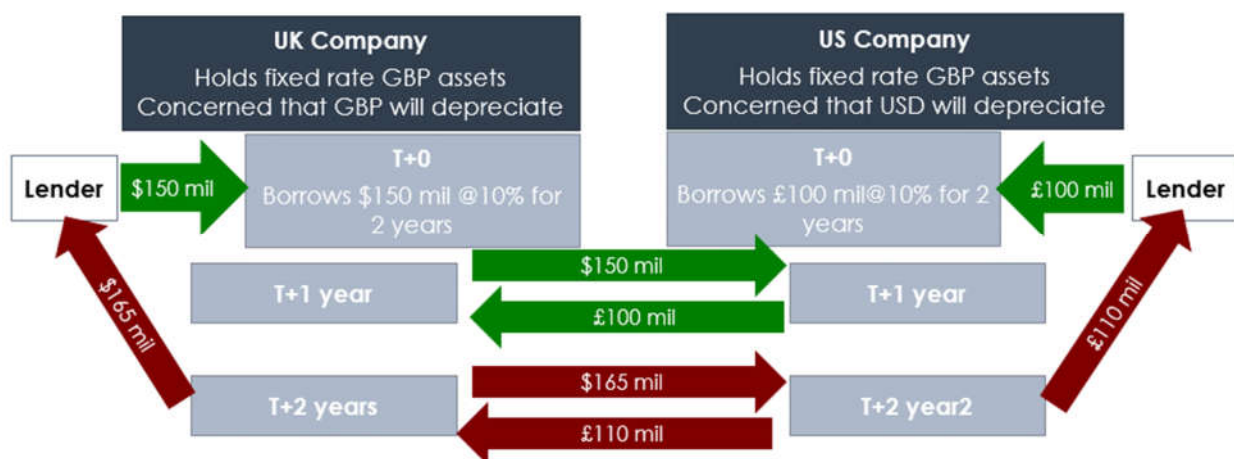 UK Company
Holds fixed rate GBP assets
Concerned that GBP will depreciate
US Company
Holds fixed rate GBP assets
Concerned that USD will depreciate
Lender
$150 mil
T+0
Borrows $150 mil @10% for
2 years
T+0
Borrows £100 mil@10% for 2
years
£100 mil
Lender
$165 mil
T+1 year
$150 mil
£100 mil
T+1 year
£110 mil
T+2 years
$165 mil
£110 mil
T+2 year2